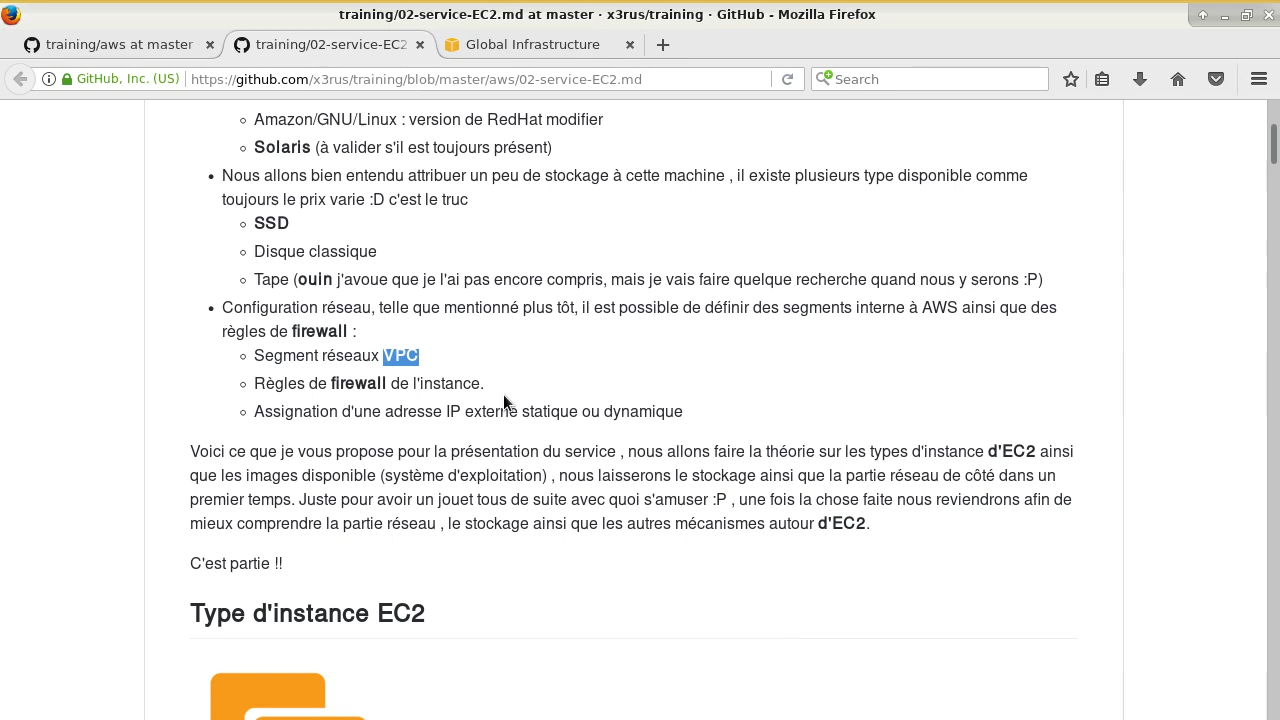 training/02-service-EC2.md at master · x3rus/training · GitHub - Mozilla Firefox
training/aws at master
training/02-service-EC2
Global Infrastructure
GitHub, Inc. (US)
https://github.com/x3rus/training/blob/master/aws/02-service-EC2.md
Search
Amazon/GNU/Linux : version de RedHat modifier
Solaris (à valider s'il est toujours présent)
Nous allons bien entendu attribuer un peu de stockage à cette machine , il existe plusieurs type disponible comme
toujours le prix varie :D c'est le truc
SSD
Disque classique
Tape (ouin j'avoue que je l'ai pas encore compris, mais je vais faire quelque recherche quand nous y serons :P)
Configuration réseau, telle que mentionné plus tôt, il est possible de définir des segments interne à AWS ainsi que des
règles de firewall :
Segment réseaux VPC
Règles de firewall de l'instance.
Assignation d'une adresse IP externe statique ou dynamique
Voici ce que je vous propose pour la présentation du service , nous allons faire la théorie sur les types d'instance d'EC2 ainsi
que les images disponible (système d'exploitation) , nous laisserons le stockage ainsi que la partie réseau de côté dans un
premier temps. Juste pour avoir un jouet tous de suite avec quoi s'amuser :P , une fois la chose faite nous reviendrons afin de
mieux comprendre la partie réseau , le stockage ainsi que les autres mécanismes autour d'EC2.
C'est partie !!
Type d'instance EC2